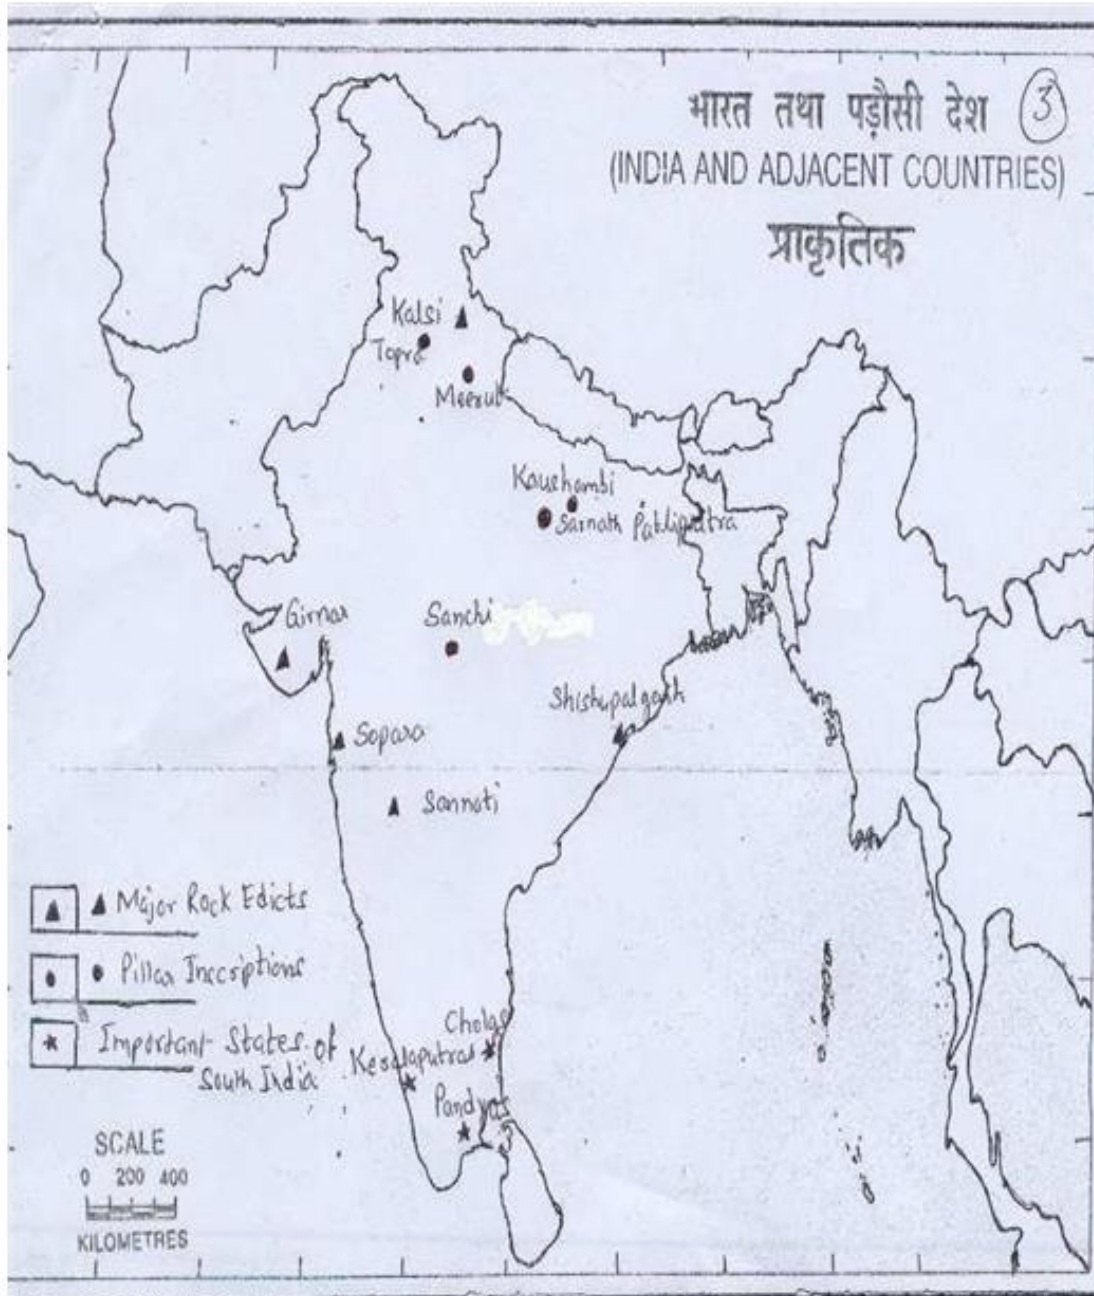 भारत तथा पड़ौसी देश
3
(INDIA AND ADJACENT COUNTRIES)
प्राकृतिक
Kalsi
Topra
Meerut
Kaushambi
Sarnath Patliputra
Girnar
Sanchi
Shishupalgarh
Sopara
Sannati
Major Rock Edicts
Pillar Inscriptions
Important States of
South India
Cholas
Keralaputras
Pandyas
SCALE
0 200 400
KILOMETRES